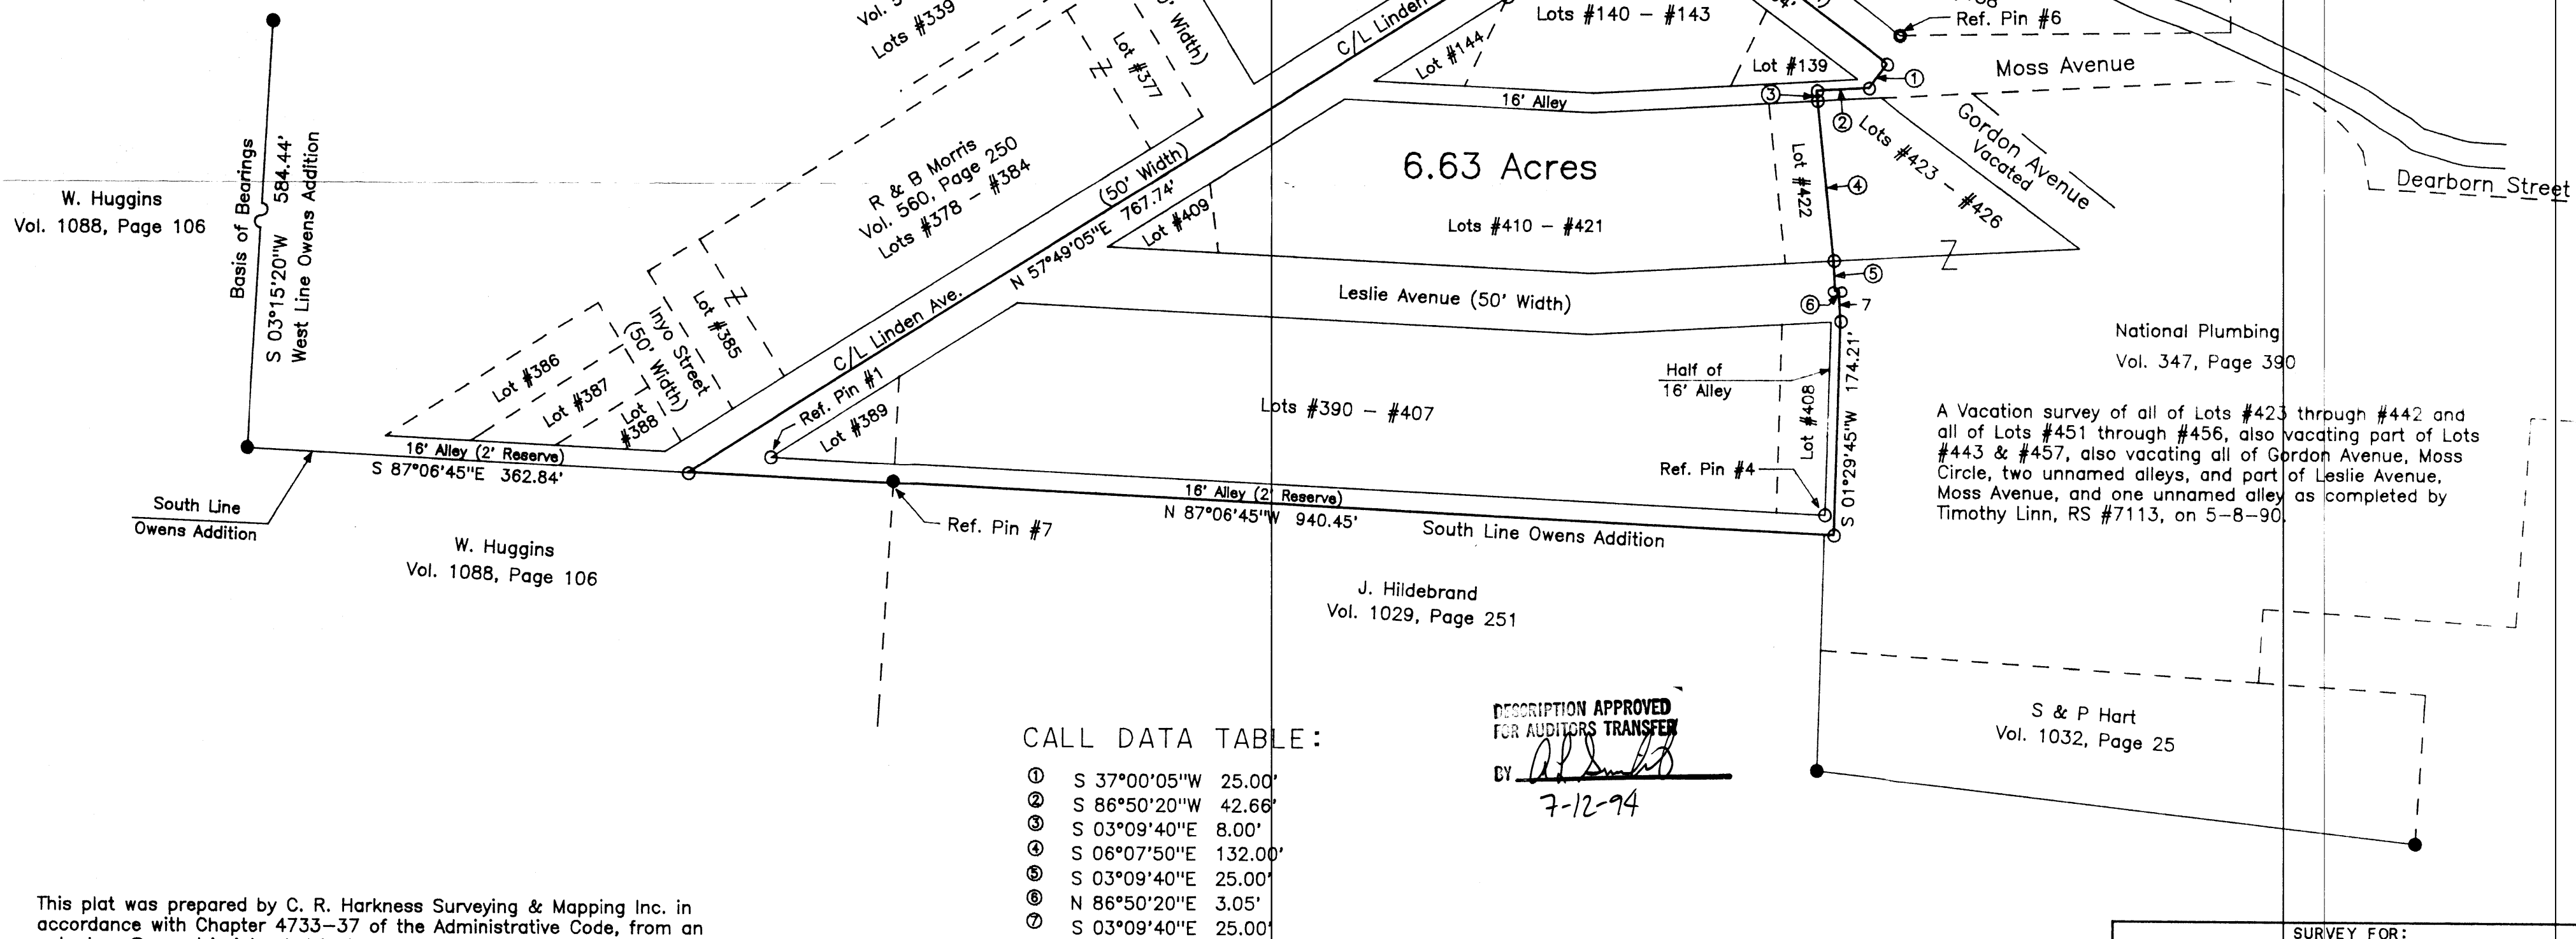 Lots #339
C/L Linden
Lots #140 - #143
Ref. Pin #6
Lot #144
Lot #139
Moss Avenue
①
16' Alley
③
②
Lot #377
Width)
Gordon Avenue
Vacated
Lots #423 - #426
Dearborn Street
6.63 Acres
Lot #422
④
Lots #410 - #421
Lot #409
W. Huggins
Vol. 1088, Page 106
Basis of Bearings
S 03°15'20"W 584.44'
West Line Owens Addition
R & B Morris
Vol. 560, Page 250
Lots #378 - #384
(50' Width)
N 57°49'05"E 767.74'
C/L Linden Ave.
Leslie Avenue (50' Width)
⑤
⑥
7
Lot #385
Inyo Street
(50' Width)
Lot #386
Lot #387
Lot
#388
Ref. Pin #1
Lot #389
Lots #390 - #407
Half of
16' Alley
Lot #408
S 01°29'45"W 174.21'
Ref. Pin #4
National Plumbing
Vol. 347, Page 390
A Vacation survey of all of Lots #423 through #442 and
all of Lots #451 through #456, also vacating part of Lots
#443 & #457, also vacating all of Gordon Avenue, Moss
Circle, two unnamed alleys, and part of Leslie Avenue,
Moss Avenue, and one unnamed alley as completed by
Timothy Linn, RS #7113, on 5-8-90.
16' Alley (2' Reserve)
S 87°06'45"E 362.84'
South Line
Owens Addition
16' Alley (2' Reserve)
N 87°06'45"W 940.45'
South Line Owens Addition
Ref. Pin #7
W. Huggins
Vol. 1088, Page 106
J. Hildebrand
Vol. 1029, Page 251
S & P Hart
Vol. 1032, Page 25
DESCRIPTION APPROVED
FOR AUDITORS TRANSFER
BY
7-12-94
CALL DATA TABLE:
① S 37°00'05"W 25.00'
② S 86°50'20"W 42.66'
③ S 03°09'40"E 8.00'
④ S 06°07'50"E 132.00'
⑤ S 03°09'40"E 25.00'
⑥ N 86°50'20"E 3.05'
⑦ S 03°09'40"E 25.00'
This plat was prepared by C. R. Harkness Surveying & Mapping Inc. in
accordance with Chapter 4733-37 of the Administrative Code, from an
SURVEY FOR: